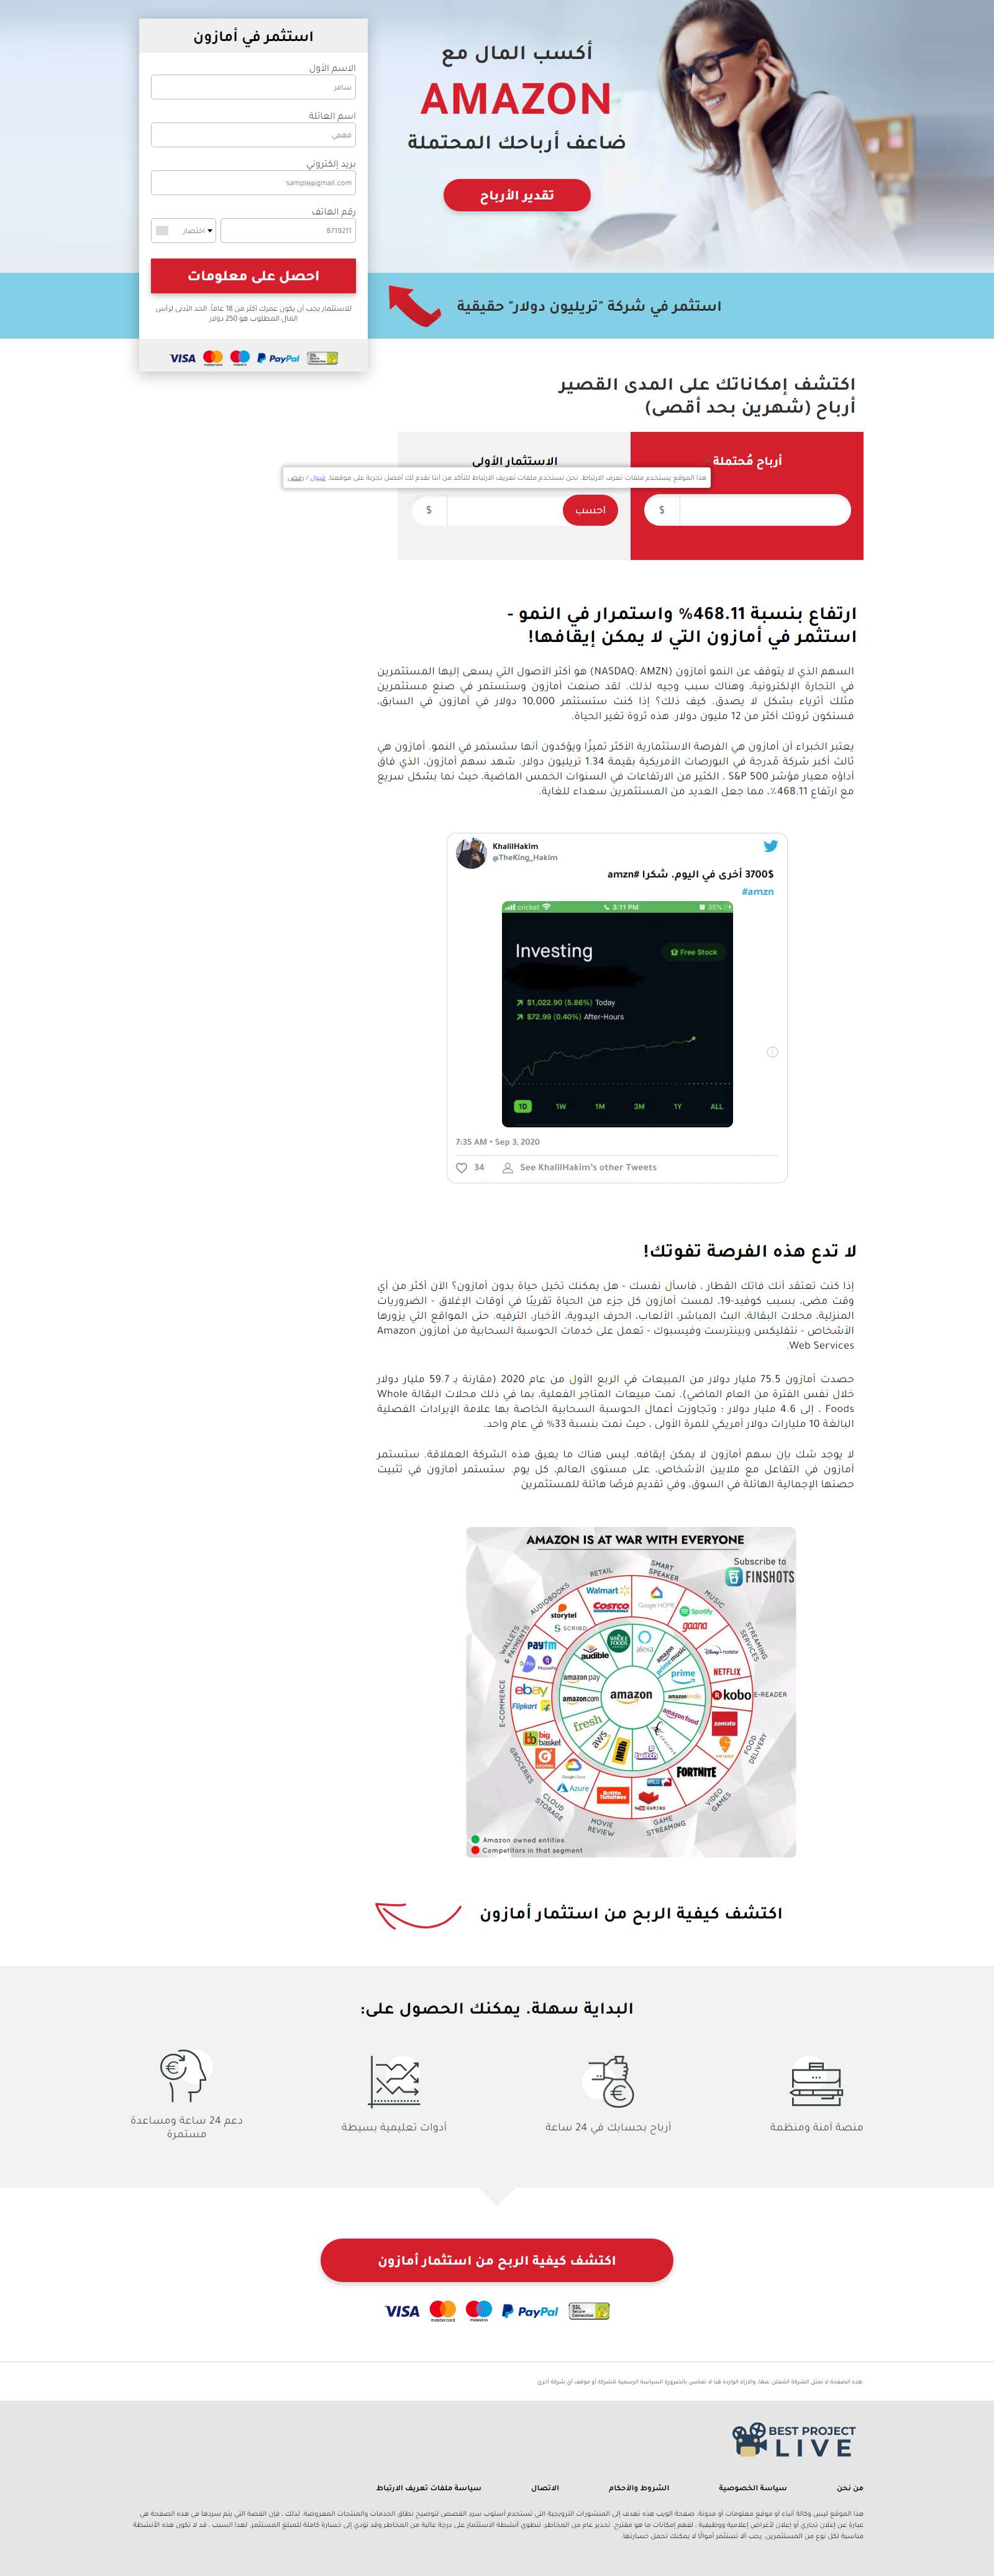 أكسب المال مع
AMAZON
ضاعف أرباحك المحتملة
تقدير الأرباح
استثمر في أمازون
الاسم الأول
سامر
اسم العائلة
فهمي
بريد إلكتروني
sample@gmail.com
رقم الهاتف
8719211
اختصار
احصل على معلومات
للاستثمار يجب أن يكون عمرك أكثر من 18 عاماً. الحد الأدنى لرأس
المال المطلوب هو 250 دولار
VISA mastercard maestro PayPal SSL Secure Connection
استثمر في شركة "تريليون دولار" حقيقية
اكتشف إمكاناتك على المدى القصير
أرباح (شهرين بحد أقصى)
أرباح مُحتملة
$
الاستثمار الأولى
احسب
$
هذا الموقع يستخدم ملفات تعرف الارتباط. نحن نستخدم ملفات تعريف الارتباط للتأكد من أننا نقدم لك أفضل تجربة على موقعنا. قبول / رفض
ارتفاع بنسبة 468.11% واستمرار في النمو -
استثمر في أمازون التي لا يمكن إيقافها!
السهم الذي لا يتوقف عن النمو أمازون (NASDAQ: AMZN) هو أكثر الأصول التي يسعى إليها المستثمرين
في التجارة الإلكترونية، وهناك سبب وجيه لذلك. لقد صنعت أمازون وستستمر في صنع مستثمرين
مثلك أثرياء بشكل لا يصدق. كيف ذلك؟ إذا كنت ستستثمر 10,000 دولار في أمازون في السابق،
فستكون ثروتك أكثر من 12 مليون دولار. هذه ثروة تغير الحياة.
يعتبر الخبراء أن أمازون هي الفرصة الاستثمارية الأكثر تميزًا ويؤكدون أنها ستستمر في النمو. أمازون هي
ثالث أكبر شركة مُدرجة في البورصات الأمريكية بقيمة 1.34 تريليون دولار. شهد سهم أمازون، الذي فاق
أداؤه معيار مؤشر S&P 500 ، الكثير من الارتفاعات في السنوات الخمس الماضية، حيث نما بشكل سريع
مع ارتفاع 468.11٪، مما جعل العديد من المستثمرين سعداء للغاية.
KhalilHakim
@TheKing_Hakim
3700$ أخرى في اليوم. شكرا #amzn
#amzn
cricket 3:11 PM 35%
Investing
Free Stock
$1,022.90 (5.86%) Today
$72.99 (0.40%) After-Hours
1D 1W 1M 3M 1Y ALL
7:35 AM • Sep 3, 2020
34 See KhalilHakim's other Tweets
لا تدع هذه الفرصة تفوتك!
إذا كنت تعتقد أنك فاتك القطار ، فاسأل نفسك - هل يمكنك تخيل حياة بدون أمازون؟ الآن أكثر من أي
وقت مضى، بسبب كوفيد-19، لمست أمازون كل جزء من الحياة تقريبًا في أوقات الإغلاق - الضروريات
المنزلية، محلات البقالة، البث المباشر، الألعاب، الحرف اليدوية، الأخبار، الترفيه. حتى المواقع التي يزورها
الأشخاص - نتفليكس وبينترست وفيسبوك - تعمل على خدمات الحوسبة السحابية من أمازون Amazon
Web Services.
حصدت أمازون 75.5 مليار دولار من المبيعات في الربع الأول من عام 2020 (مقارنة بـ 59.7 مليار دولار
خلال نفس الفترة من العام الماضي). نمت مبيعات المتاجر الفعلية، بما في ذلك محلات البقالة Whole
Foods ، إلى 4.6 مليار دولار ؛ وتجاوزت أعمال الحوسبة السحابية الخاصة بها علامة الإيرادات الفصلية
البالغة 10 مليارات دولار أمريكي للمرة الأولى ، حيث نمت بنسبة 33% في عام واحد.
لا يوجد شك بإن سهم أمازون لا يمكن إيقافه. ليس هناك ما يعيق هذه الشركة العملاقة. ستستمر
أمازون في التفاعل مع ملايين الأشخاص، على مستوى العالم، كل يوم. ستستمر أمازون في تثبيت
حصتها الإجمالية الهائلة في السوق، وفي تقديم فرصًا هائلة للمستثمرين
AMAZON IS AT WAR WITH EVERYONE
Subscribe to
FINSHOTS
RETAIL
SMART SPEAKER
MUSIC
STREAMING SERVICES
E-READER
FOOD DELIVERY
VIDEO GAMES
GAME STREAMING
MOVIE REVIEW
CLOUD STORAGE
GROCERIES
E-COMMERCE
WALLETS & PAYMENTS
AUDIOBOOKS
Walmart
COSTCO
Google HOME
Spotify
gaana
Disney+ hotstar
NETFLIX
kobo
zomato
SWIGGY
FORTNITE
GAMING
Rotten Tomatoes
Azure
Google Cloud
big basket
Flipkart
ebay
PhonePe
paytm
SCRIBD
storytel
WHOLE FOODS
alexa
amazon prime music
prime
amazon kindle
amazon food
twitch
IMDb
aws
fresh
amazon.com
amazon pay
audible
amazon
Amazon owned entities
Competitors in that segment
اكتشف كيفية الربح من استثمار أمازون
البداية سهلة. يمكنك الحصول على:
منصة آمنة ومنظمة
أرباح بحسابك في 24 ساعة
أدوات تعليمية بسيطة
دعم 24 ساعة ومساعدة
مستمرة
اكتشف كيفية الربح من استثمار أمازون
VISA mastercard maestro PayPal SSL Secure Connection
هذه الصفحة لا تمثل الشركة المُعلن عنها، والآراء الواردة هنا لا تعكس بالضرورة السياسة الرسمية للشركة أو موقف أي شركة أخرى.
BEST PROJECT
LIVE
من نحن
سياسة الخصوصية
الشروط والأحكام
الاتصال
سياسة ملفات تعريف الارتباط
هذا الموقع ليس وكالة أنباء أو موقع معلومات أو مدونة. صفحة الويب هذه تهدف إلى المنشورات الترويجية التي تستخدم أسلوب سرد القصص لتوضيح نطاق الخدمات والمنتجات المعروضة. لذلك ، فإن القصة التي يتم سردها في هذه الصفحة هي
عبارة عن إعلان تجاري أو إعلان لأغراض إعلامية ووظيفية ، لفهم إمكانات ما هو مقترح. تحذير عام من المخاطر: تنطوي أنشطة الاستثمار على درجة عالية من المخاطر وقد تؤدي إلى خسارة كاملة للمبلغ المستثمر. لهذا السبب ، قد لا تكون هذه الأنشطة
مناسبة لكل نوع من المستثمرين. يجب ألا تستثمر أموالًا لا يمكنك تحمل خسارتها.